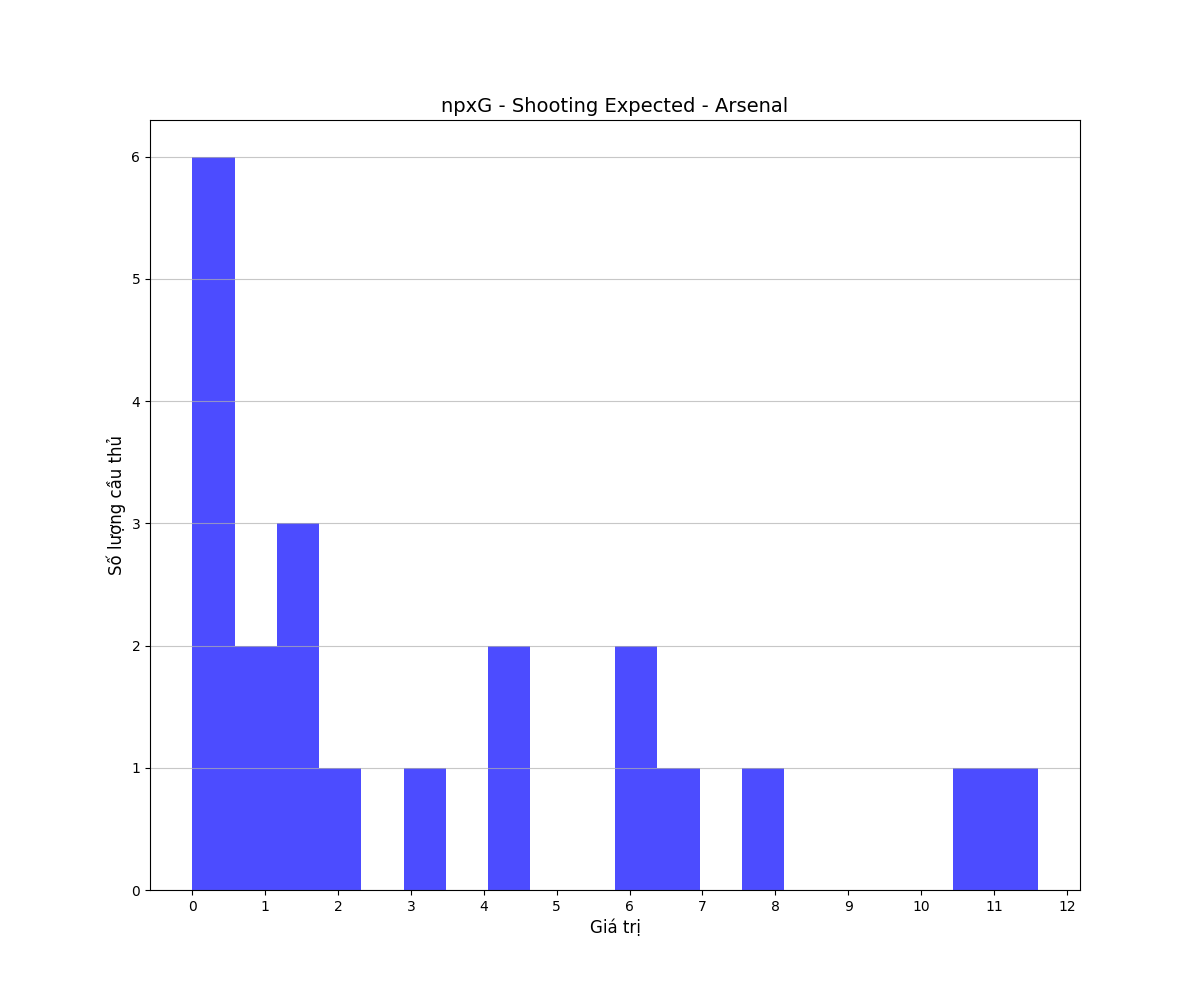 npxG - Shooting Expected - Arsenal
6
5
4
3
2
1
0
Số lượng cầu thủ
0 1 2 3 4 5 6 7 8 9 10 11 12
Giá trị